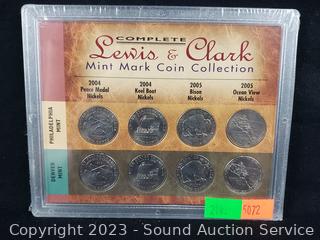 COMPLETE
Lewis & Clark
Mint Mark Coin Collection
2004
Peace Medal
Nickels
2004
Keel Boat
Nickels
2005
Bison
Nickels
2005
Ocean View
Nickels
PHILADELPHIA
MINT
DENVER
MINT
5072
Copyright 2023 - Sound Auction Service